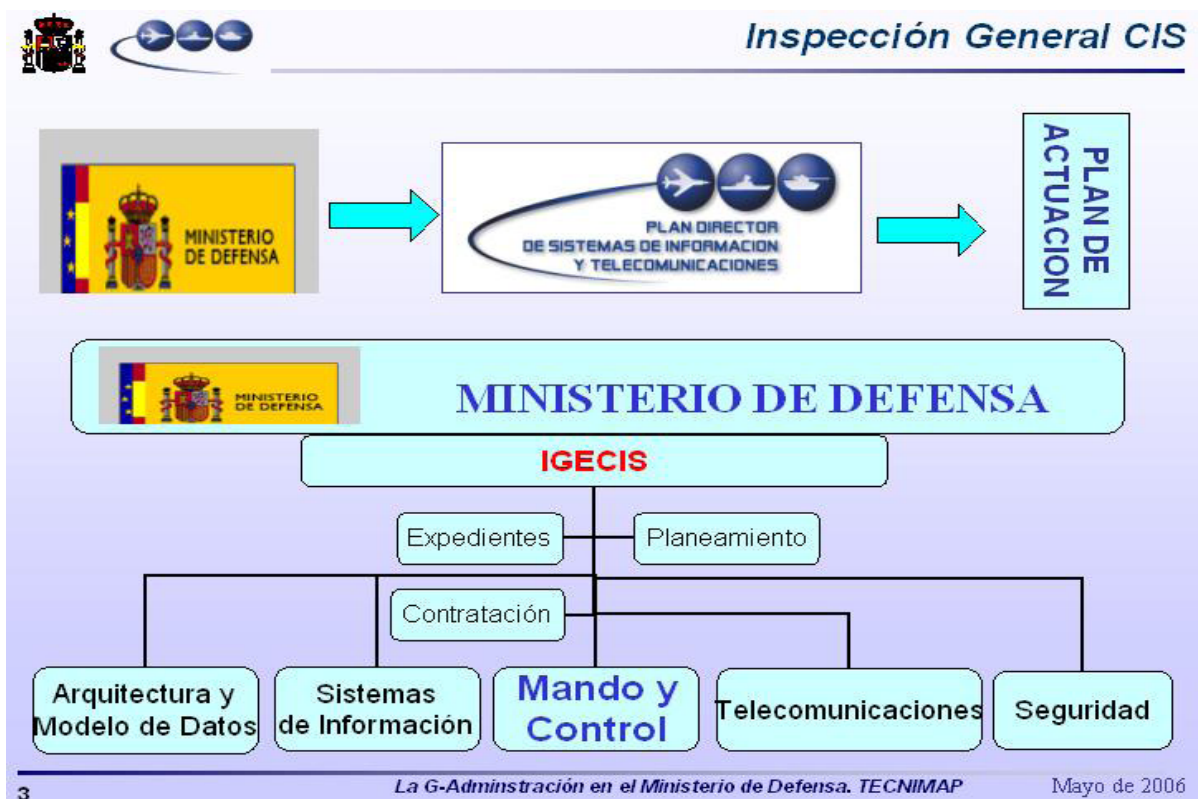 Inspección General CIS
MINISTERIO
DE DEFENSA
PLAN DIRECTOR
DE SISTEMAS DE INFORMACION
Y TELECOMUNICACIONES
PLAN DE
ACTUACION
MINISTERIO
DE DEFENSA
MINISTERIO DE DEFENSA
IGECIS
Expedientes
Planeamiento
Contratación
Arquitectura y
Modelo de Datos
Sistemas
de Información
Mando y
Control
Telecomunicaciones
Seguridad
3
La G-Adminstración en el Ministerio de Defensa. TECNIMAP
Mayo de 2006